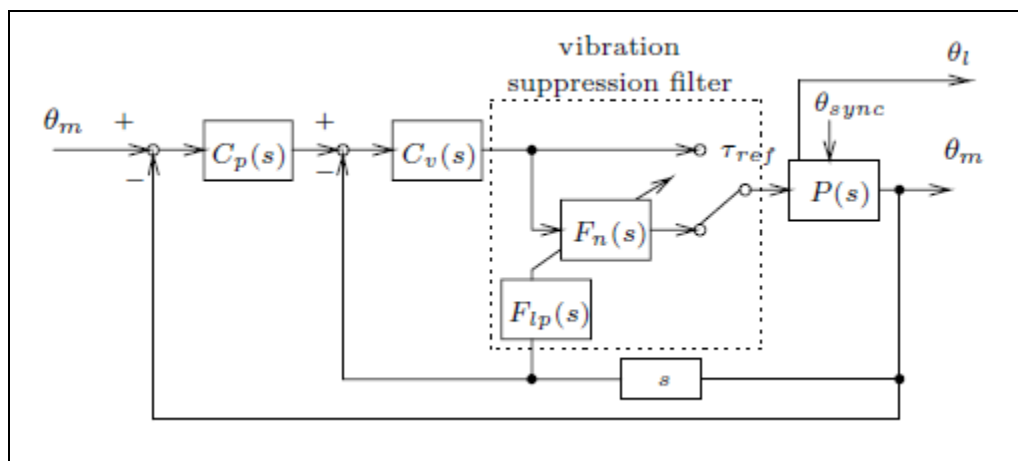 vibration
suppression filter
θ_l
θ_m
+
+
θ_sync
C_p(s)
C_v(s)
τ_ref
θ_m
−
−
P(s)
F_n(s)
F_lp(s)
s